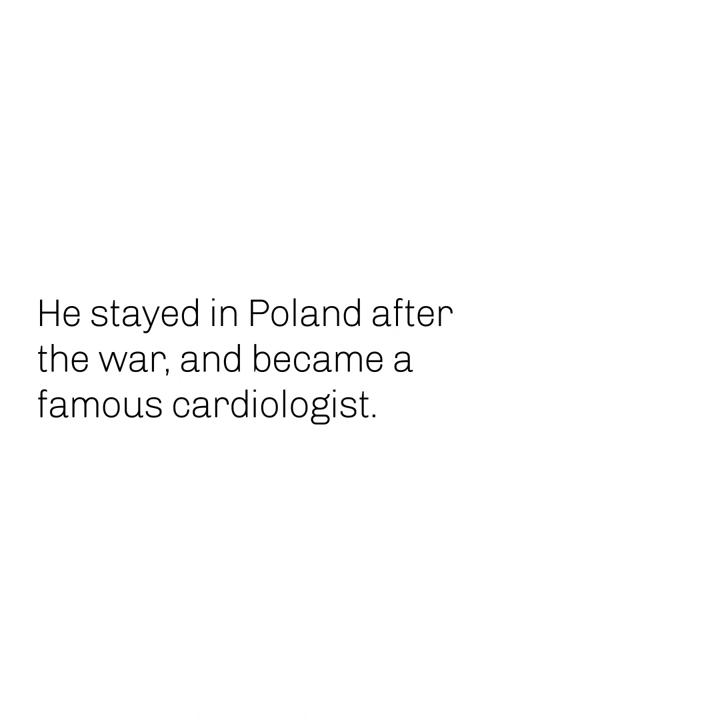 He stayed in Poland after
the war, and became a
famous cardiologist.